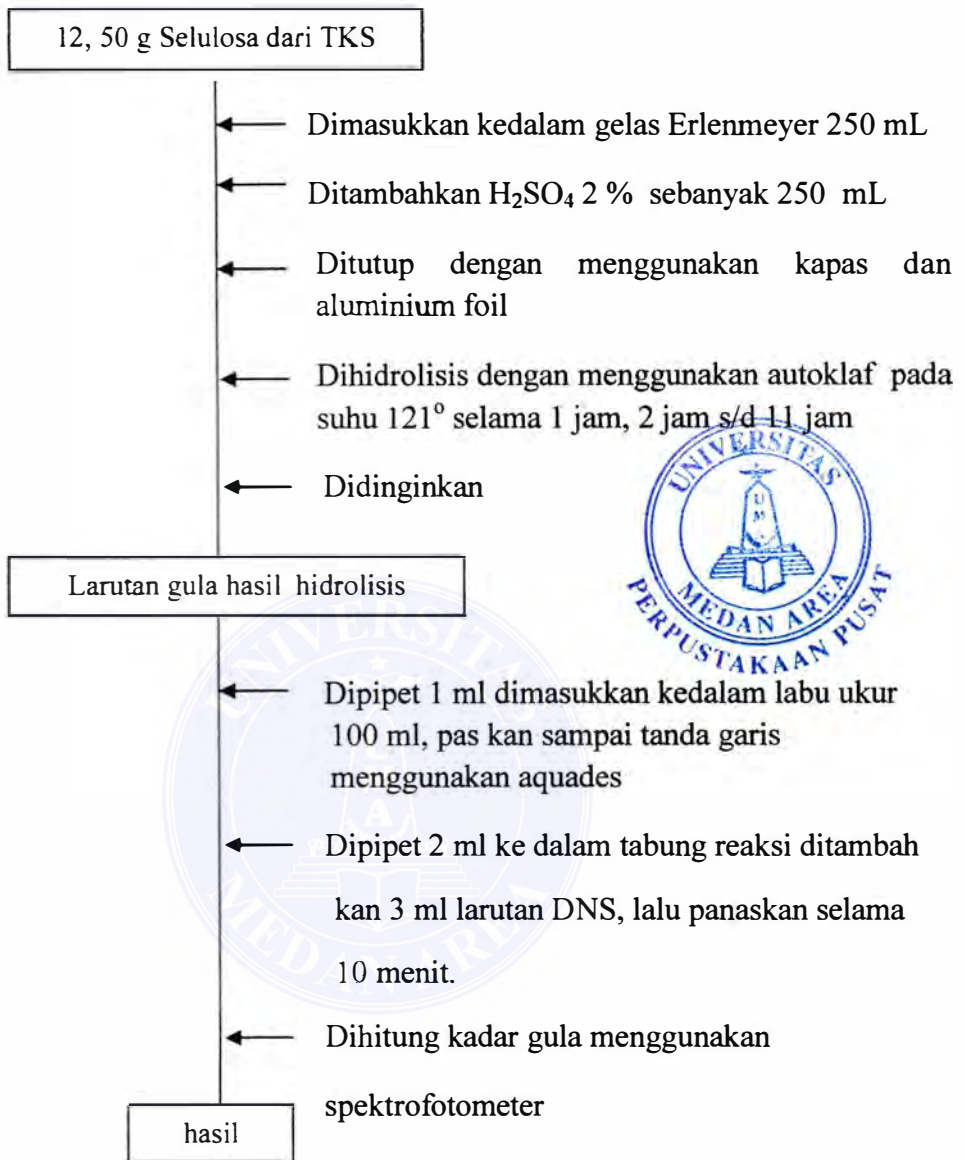 12, 50 g Selulosa dari TKS
Dimasukkan kedalam gelas Erlenmeyer 250 mL
Ditambahkan H₂SO₄ 2 % sebanyak 250 mL
Ditutup dengan menggunakan kapas dan
aluminium foil
Dihidrolisis dengan menggunakan autoklaf pada
suhu 121° selama 1 jam, 2 jam s/d 11 jam
Didinginkan
UNIVERSITAS
MEDAN AREA
PERPUSTAKAAN PUSAT
Larutan gula hasil hidrolisis
UNIVERSITAS
MEDAN AREA
Dipipet 1 ml dimasukkan kedalam labu ukur
100 ml, pas kan sampai tanda garis
menggunakan aquades
Dipipet 2 ml ke dalam tabung reaksi ditambah
kan 3 ml larutan DNS, lalu panaskan selama
10 menit.
Dihitung kadar gula menggunakan
spektrofotometer
hasil